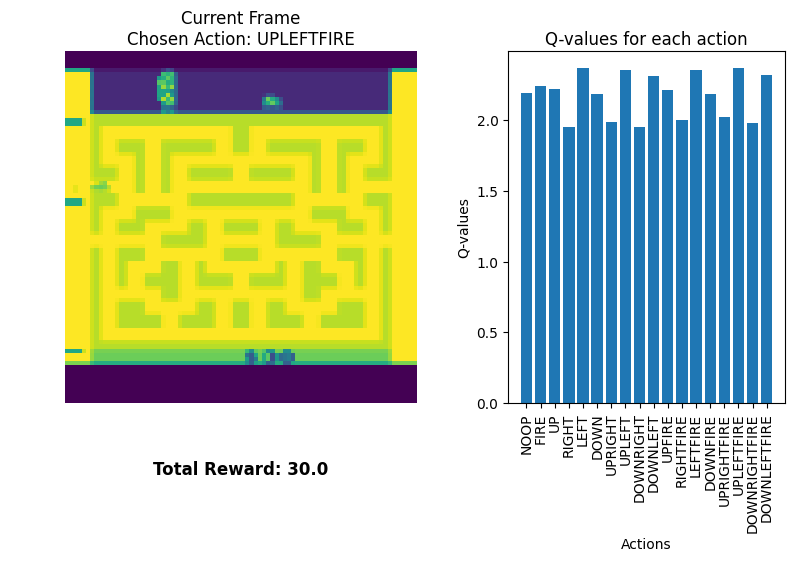 Current Frame
Chosen Action: UPLEFTFIRE
Total Reward: 30.0
Q-values for each action
Q-values
2.0
1.5
1.0
0.5
0.0
NOOP
FIRE
UP
RIGHT
LEFT
DOWN
UPRIGHT
UPLEFT
DOWNRIGHT
DOWNLEFT
UPFIRE
RIGHTFIRE
LEFTFIRE
DOWNFIRE
UPRIGHTFIRE
UPLEFTFIRE
DOWNRIGHTFIRE
DOWNLEFTFIRE
Actions